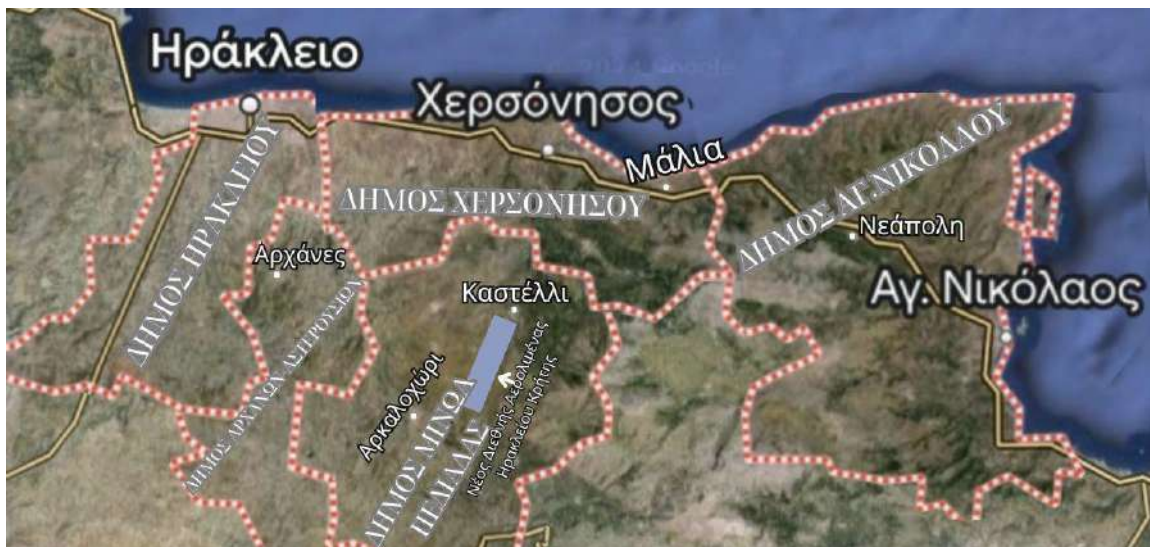 Ηράκλειο
Χερσόνησος
Μάλια
ΔΗΜΟΣ ΗΡΑΚΛΕΙΟΥ
ΔΗΜΟΣ ΧΕΡΣΟΝΗΣΟΥ
ΔΗΜΟΣ ΑΓ.ΝΙΚΟΛΑΟΥ
Νεάπολη
Αρχάνες
Καστέλλι
Αγ. Νικόλαος
ΔΗΜΟΣ ΑΡΧΑΝΩΝ ΑΣΤΕΡΟΥΣΙΩΝ
Αρκαλοχώρι
ΔΗΜΟΣ ΜΙΝΩΑ
ΠΕΔΙΑΔΑΣ
Νέος Διεθνής Αερολιμένας
Ηρακλείου Κρήτης